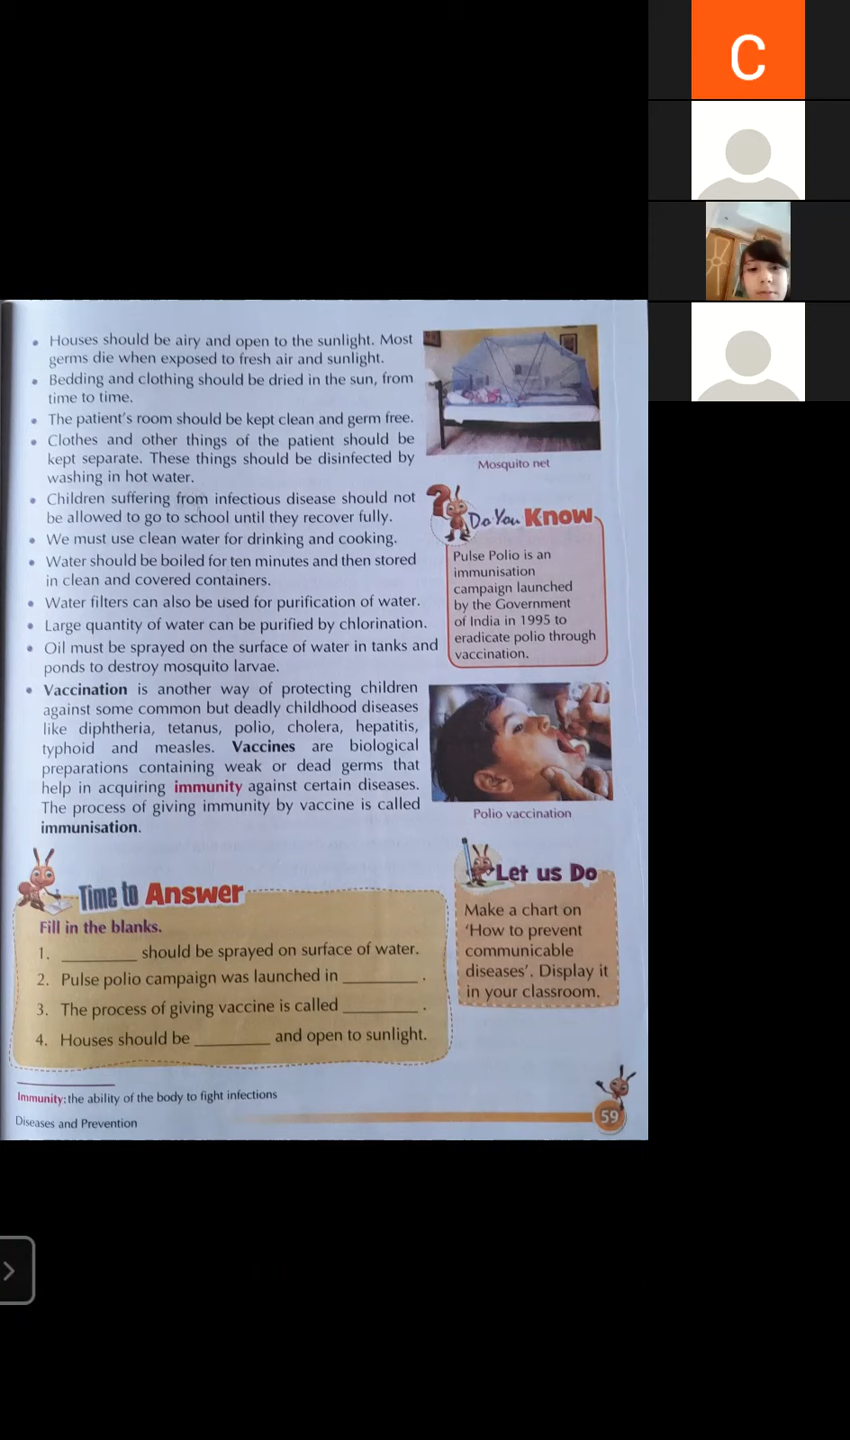 C
• Houses should be airy and open to the sunlight. Most
germs die when exposed to fresh air and sunlight.
• Bedding and clothing should be dried in the sun, from
time to time.
• The patient's room should be kept clean and germ free.
• Clothes and other things of the patient should be
kept separate. These things should be disinfected by
washing in hot water.
• Children suffering from infectious disease should not
be allowed to go to school until they recover fully.
• We must use clean water for drinking and cooking.
• Water should be boiled for ten minutes and then stored
in clean and covered containers.
• Water filters can also be used for purification of water.
• Large quantity of water can be purified by chlorination.
• Oil must be sprayed on the surface of water in tanks and
ponds to destroy mosquito larvae.
• Vaccination is another way of protecting children
against some common but deadly childhood diseases
like diphtheria, tetanus, polio, cholera, hepatitis,
typhoid and measles. Vaccines are biological
preparations containing weak or dead germs that
help in acquiring immunity against certain diseases.
The process of giving immunity by vaccine is called
immunisation.
Mosquito net
? Do You Know
Pulse Polio is an
immunisation
campaign launched
by the Government
of India in 1995 to
eradicate polio through
vaccination.
Polio vaccination
Time to Answer
Fill in the blanks.
1. ________ should be sprayed on surface of water.
2. Pulse polio campaign was launched in ________ .
3. The process of giving vaccine is called ________ .
4. Houses should be ________ and open to sunlight.
Let us Do
Make a chart on
'How to prevent
communicable
diseases'. Display it
in your classroom.
Immunity: the ability of the body to fight infections
Diseases and Prevention
59